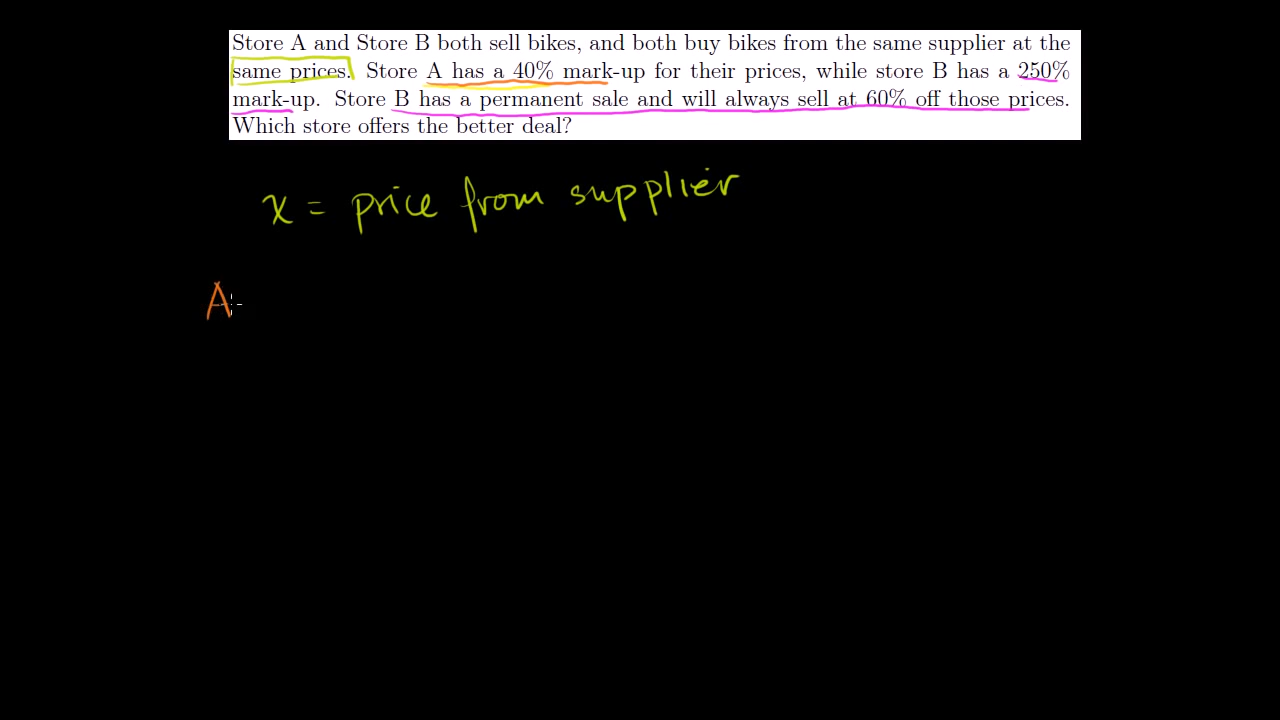 Store A and Store B both sell bikes, and both buy bikes from the same supplier at the
same prices. Store A has a 40% mark-up for their prices, while store B has a 250%
mark-up. Store B has a permanent sale and will always sell at 60% off those prices.
Which store offers the better deal?
x = price from supplier
A